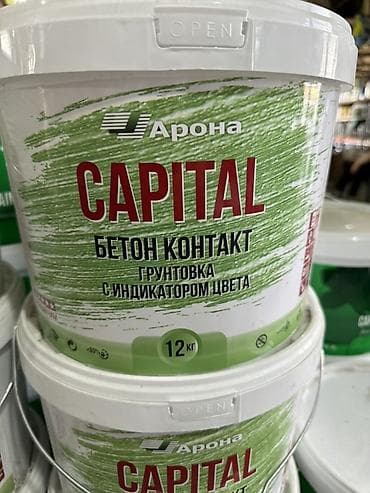 OPEN
Арона
CAPITAL
БЕТОН КОНТАКТ
ГРУНТОВКА
С ИНДИКАТОРОМ ЦВЕТА
12 КГ
OPEN
Арона
CAPITAL